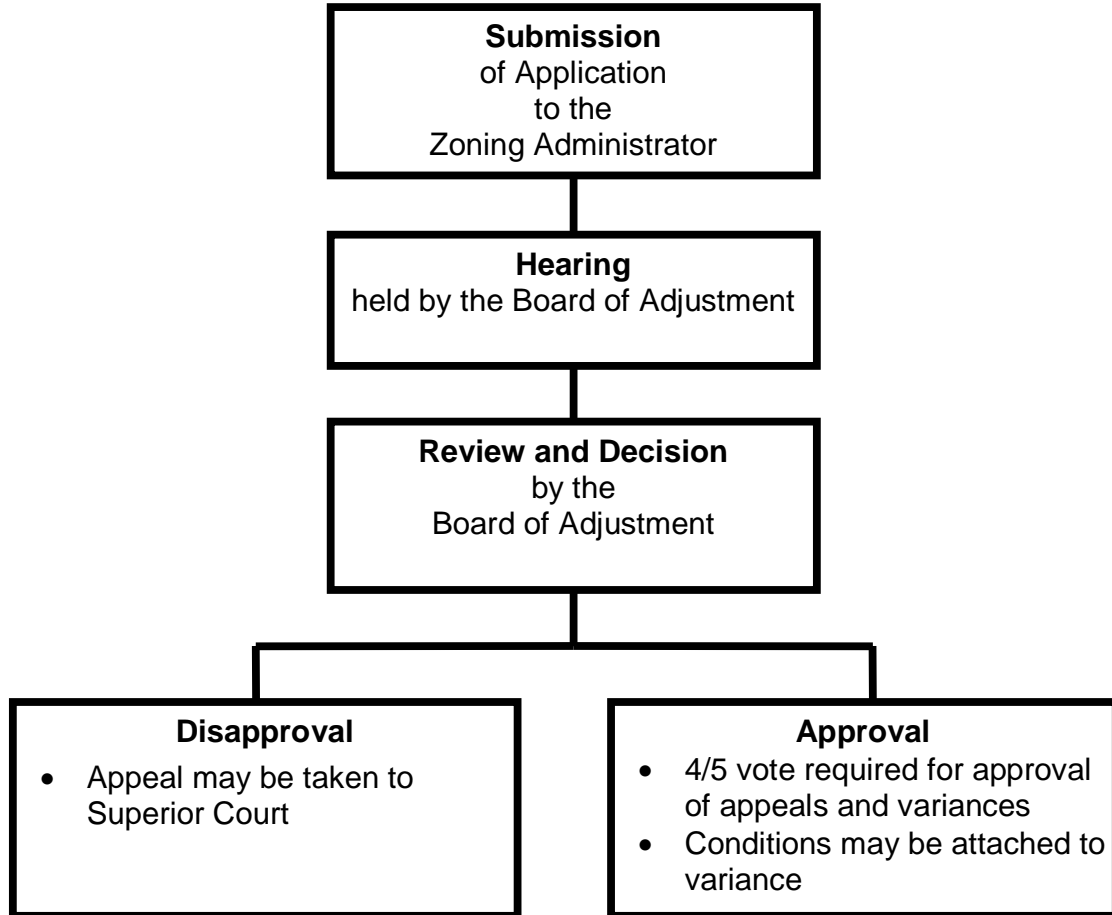 Submission
of Application
to the
Zoning Administrator
Hearing
held by the Board of Adjustment
Review and Decision
by the
Board of Adjustment
Disapproval
• Appeal may be taken to
Superior Court
Approval
• 4/5 vote required for approval
of appeals and variances
• Conditions may be attached to
variance